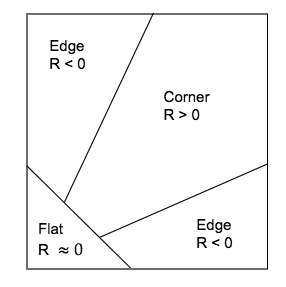 Edge
R < 0
Corner
R > 0
Flat
R ≈ 0
Edge
R < 0